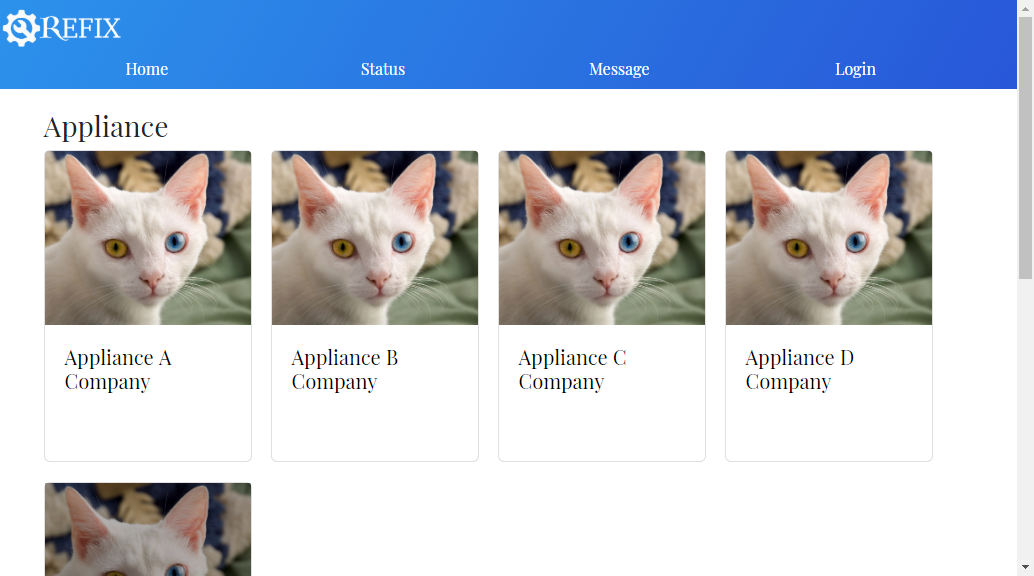 REFIX
Home Status Message Login
Appliance
Appliance A
Company
Appliance B
Company
Appliance C
Company
Appliance D
Company